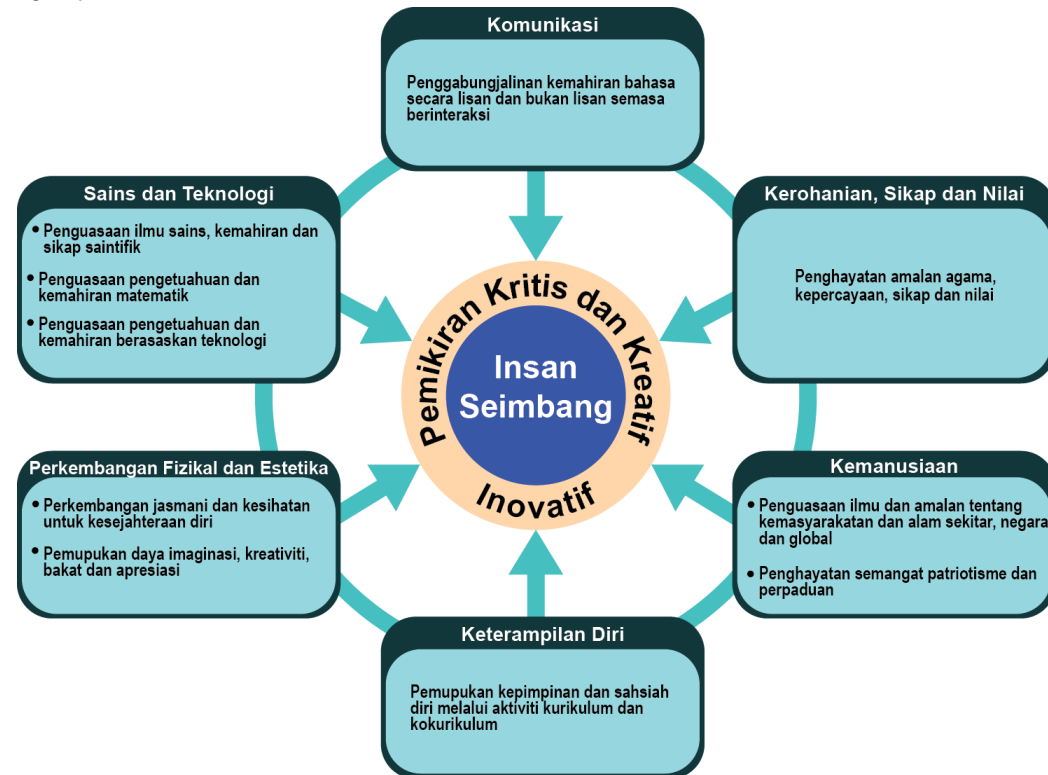 Komunikasi
Penggabungjalinan kemahiran bahasa
secara lisan dan bukan lisan semasa
berinteraksi
Sains dan Teknologi
• Penguasaan ilmu sains, kemahiran dan
sikap saintifik
• Penguasaan pengetuahuan dan
kemahiran matematik
• Penguasaan pengetuahuan dan
kemahiran berasaskan teknologi
Kerohanian, Sikap dan Nilai
Penghayatan amalan agama,
kepercayaan, sikap dan nilai
Pemikiran Kritis dan Kreatif
Insan
Seimbang
Inovatif
Perkembangan Fizikal dan Estetika
• Perkembangan jasmani dan kesihatan
untuk kesejahteraan diri
• Pemupukan daya imaginasi, kreativiti,
bakat dan apresiasi
Kemanusiaan
• Penguasaan ilmu dan amalan tentang
kemasyarakatan dan alam sekitar, negara
dan global
• Penghayatan semangat patriotisme dan
perpaduan
Keterampilan Diri
Pemupukan kepimpinan dan sahsiah
diri melalui aktiviti kurikulum dan
kokurikulum